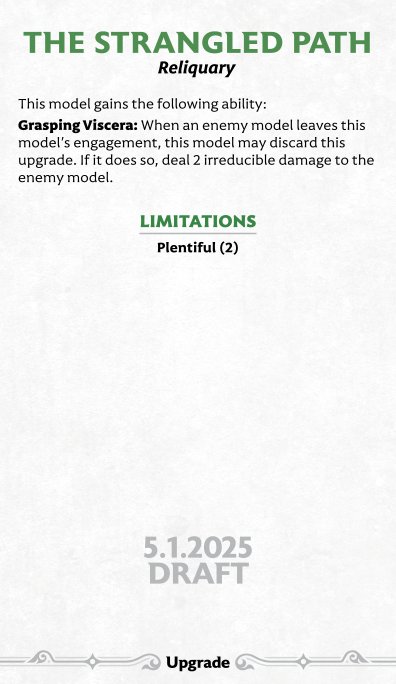 THE STRANGLED PATH
Reliquary
This model gains the following ability:
Grasping Viscera: When an enemy model leaves this
model's engagement, this model may discard this
upgrade. If it does so, deal 2 irreducible damage to the
enemy model.
LIMITATIONS
Plentiful (2)
5.1.2025
DRAFT
Upgrade